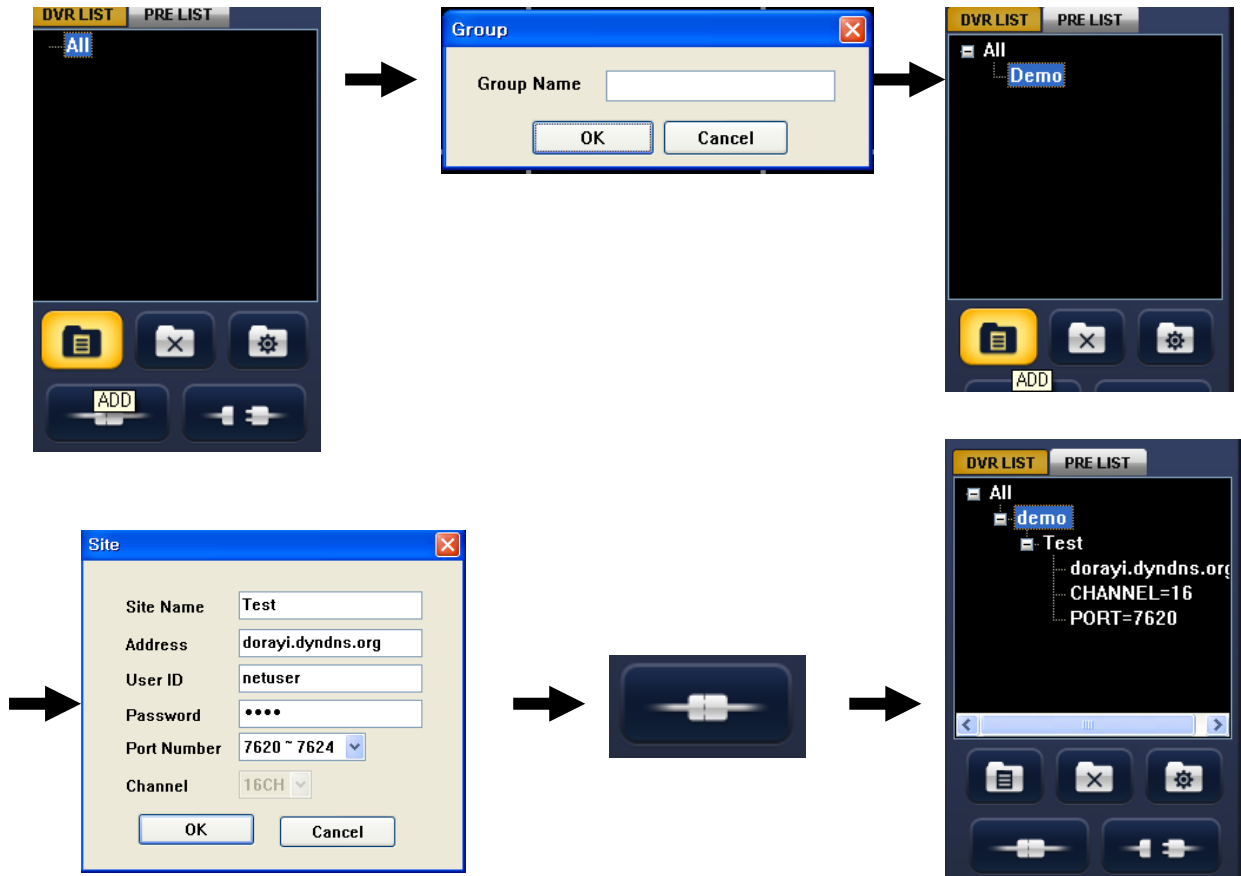 DVR LIST PRE LIST
All
ADD
Group
Group Name
OK Cancel
DVR LIST PRE LIST
All
Demo
ADD
Site
Site Name Test
Address dorayi.dyndns.org
User ID netuser
Password ••••
Port Number 7620 ~ 7624
Channel 16CH
OK Cancel
DVR LIST PRE LIST
All
demo
Test
dorayi.dyndns.org
CHANNEL=16
PORT=7620